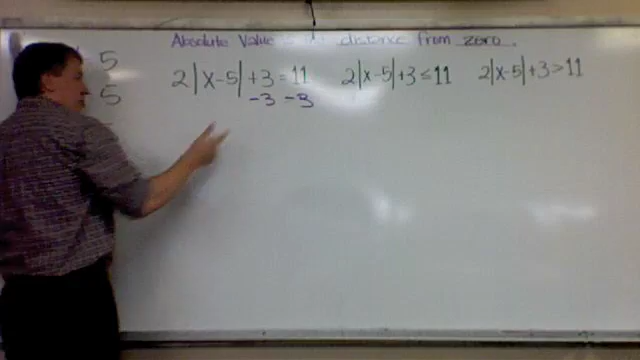 Absolute Value distance from zero.
5
2|x-5|+3=11 2|x-5|+3≤11 2|x-5|+3>11
5
-3 -3